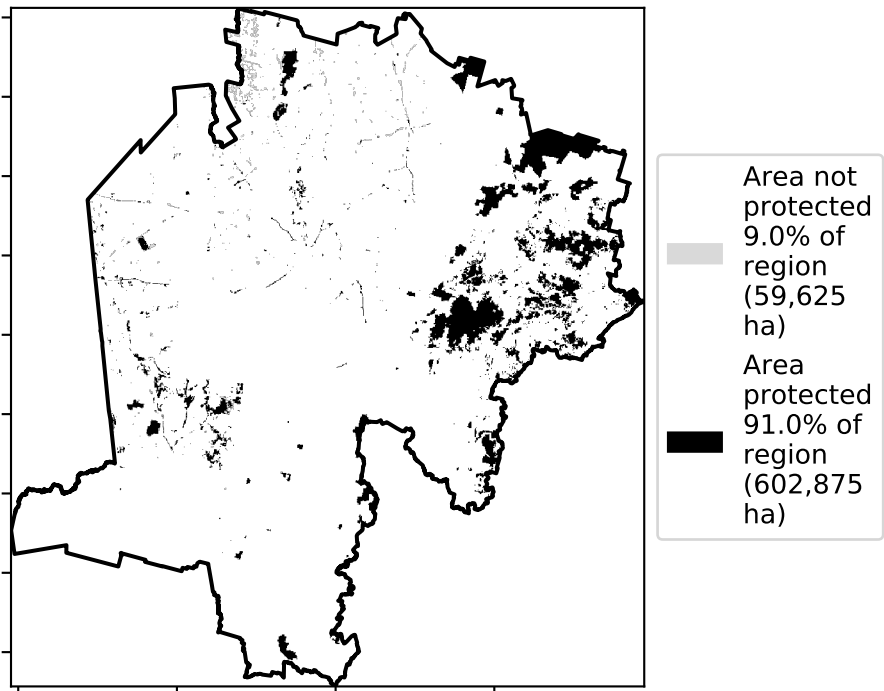 Area not
protected
9.0% of
region
(59,625
ha)
Area
protected
91.0% of
region
(602,875
ha)